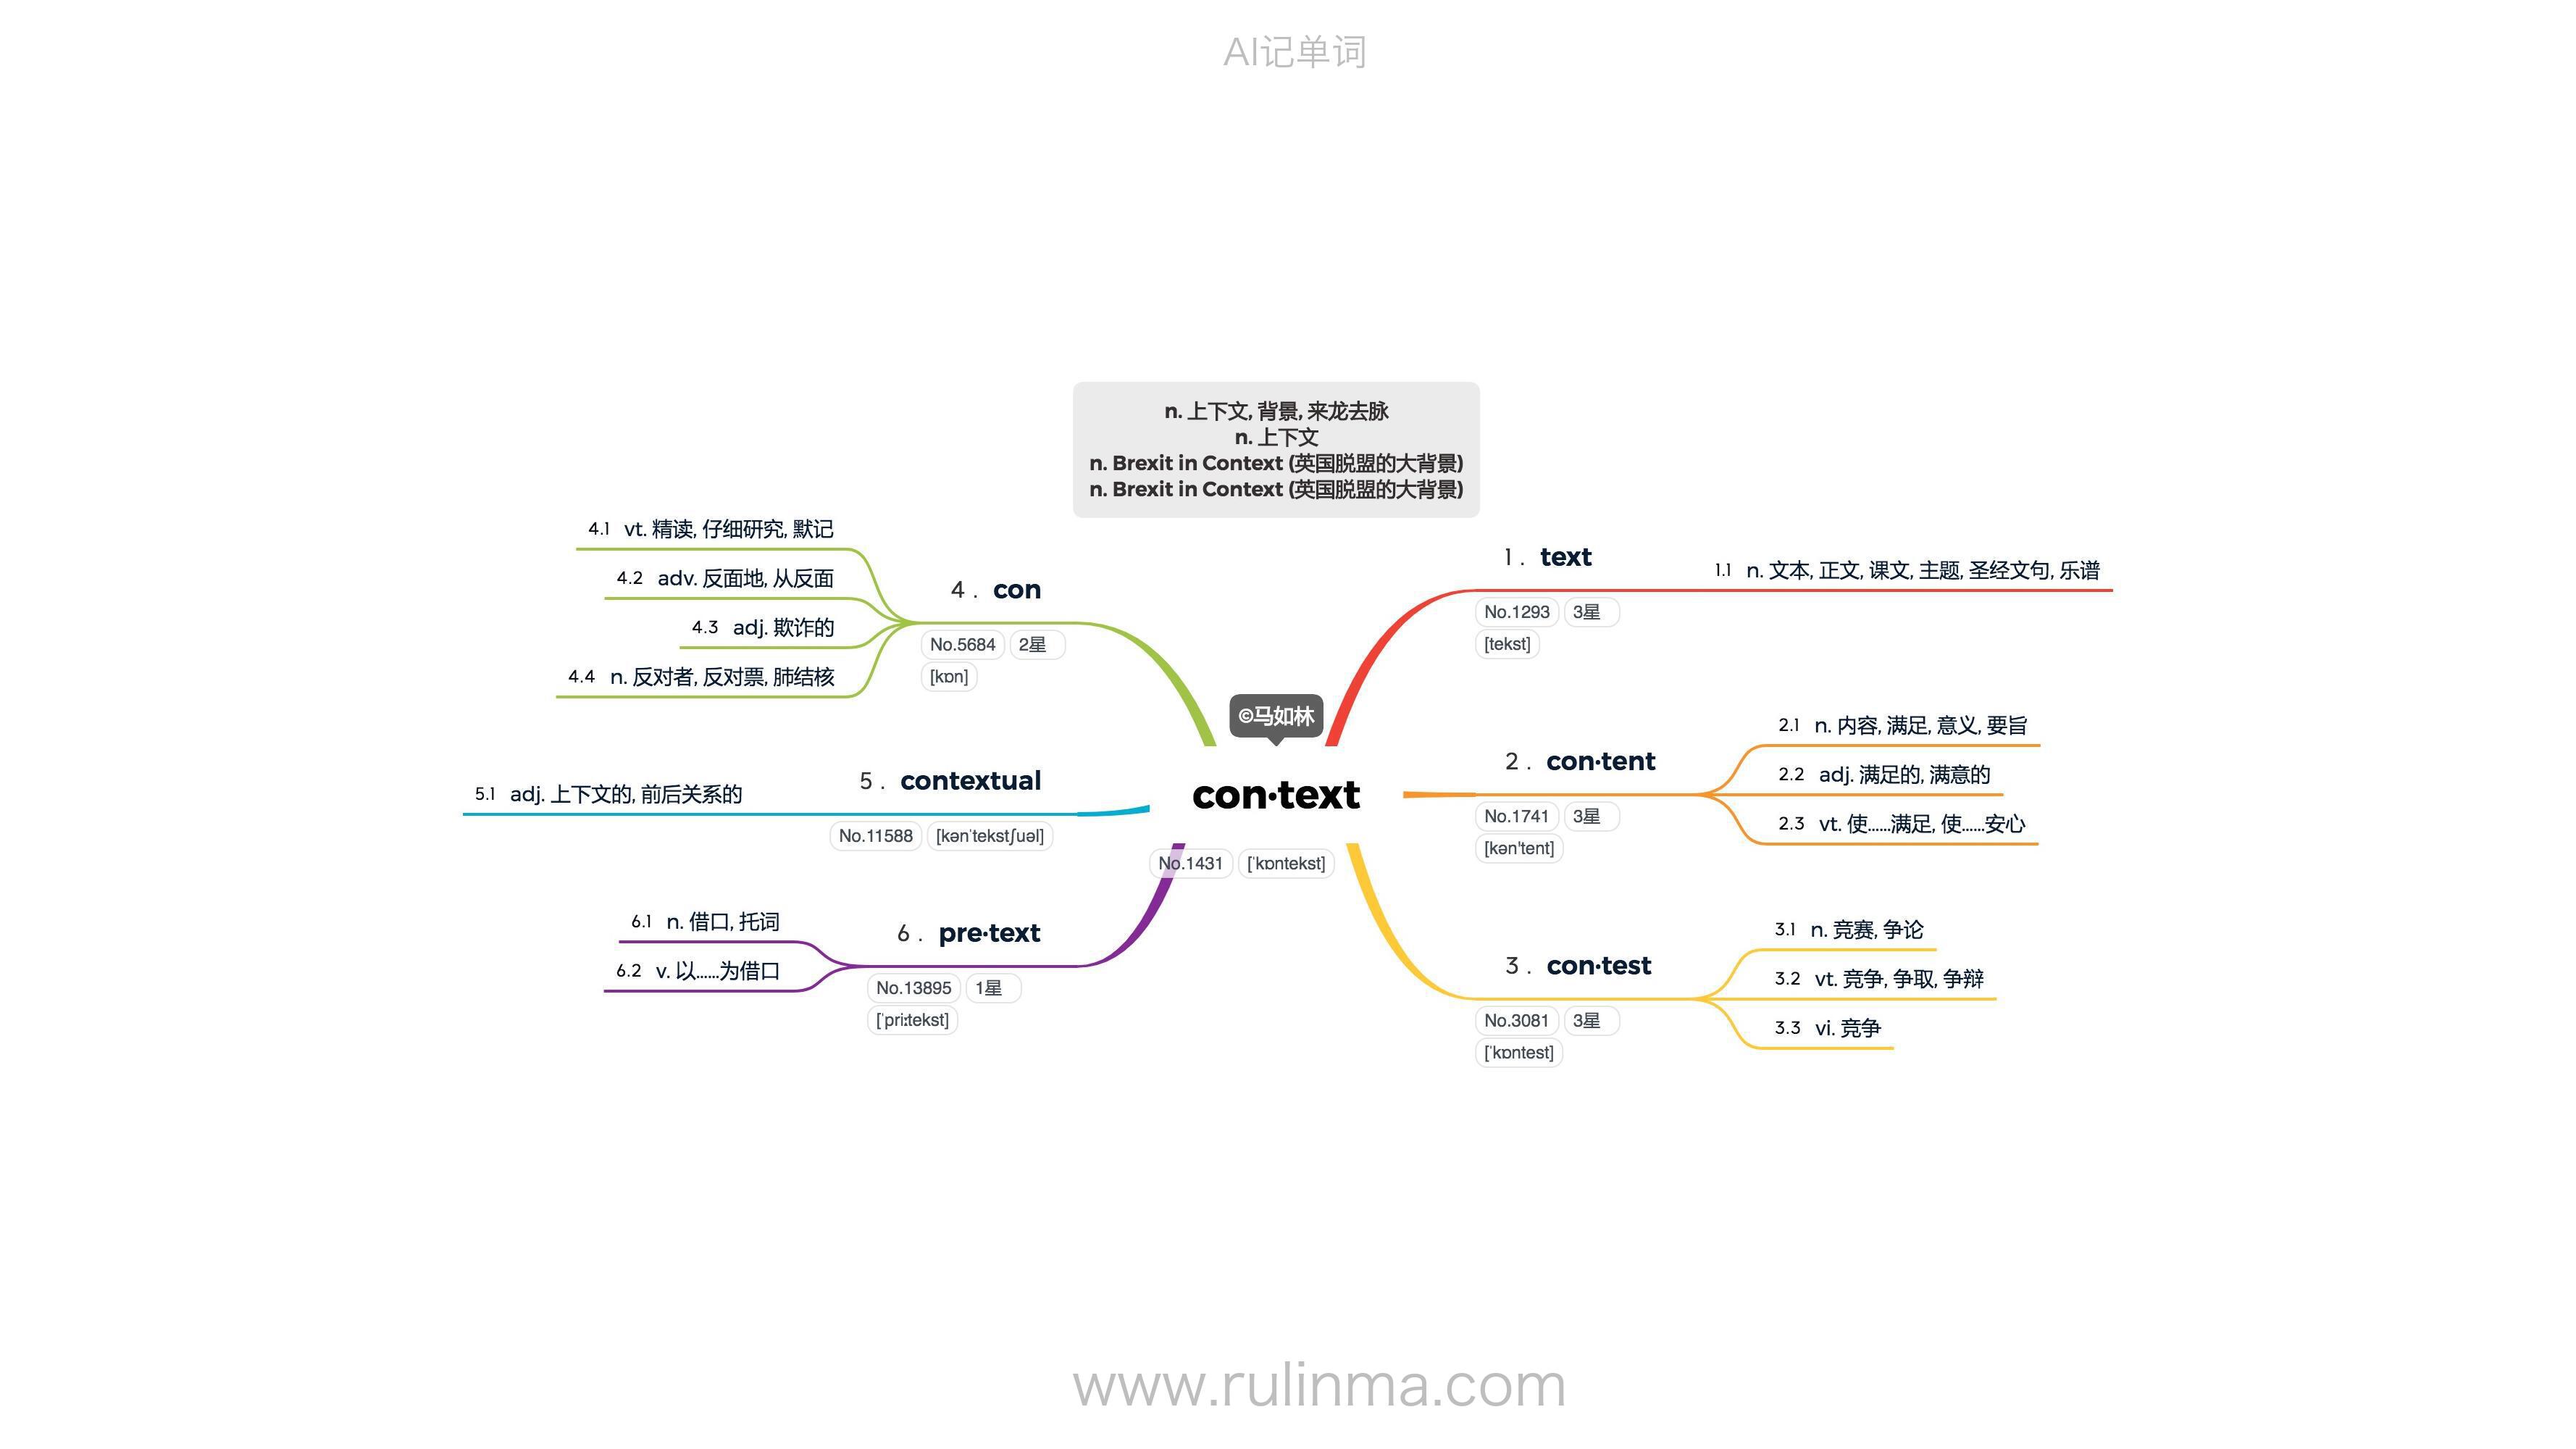 AI记单词
n. 上下文, 背景, 来龙去脉
n. 上下文
n. Brexit in Context (英国脱盟的大背景)
n. Brexit in Context (英国脱盟的大背景)
©马如林
con·text
No.1431 [ˈkɒntekst]
1 . text
No.1293 3星
[tekst]
1.1 n. 文本, 正文, 课文, 主题, 圣经文句, 乐谱
2 . con·tent
No.1741 3星
[kən'tent]
2.1 n. 内容, 满足, 意义, 要旨
2.2 adj. 满足的, 满意的
2.3 vt. 使……满足, 使……安心
3 . con·test
No.3081 3星
[ˈkɒntest]
3.1 n. 竞赛, 争论
3.2 vt. 竞争, 争取, 争辩
3.3 vi. 竞争
4 . con
No.5684 2星
[kɒn]
4.1 vt. 精读, 仔细研究, 默记
4.2 adv. 反面地, 从反面
4.3 adj. 欺诈的
4.4 n. 反对者, 反对票, 肺结核
5 . contextual
No.11588 [kənˈtekstʃuəl]
5.1 adj. 上下文的, 前后关系的
6 . pre·text
No.13895 1星
[ˈpriːtekst]
6.1 n. 借口, 托词
6.2 v. 以……为借口
www.rulinma.com